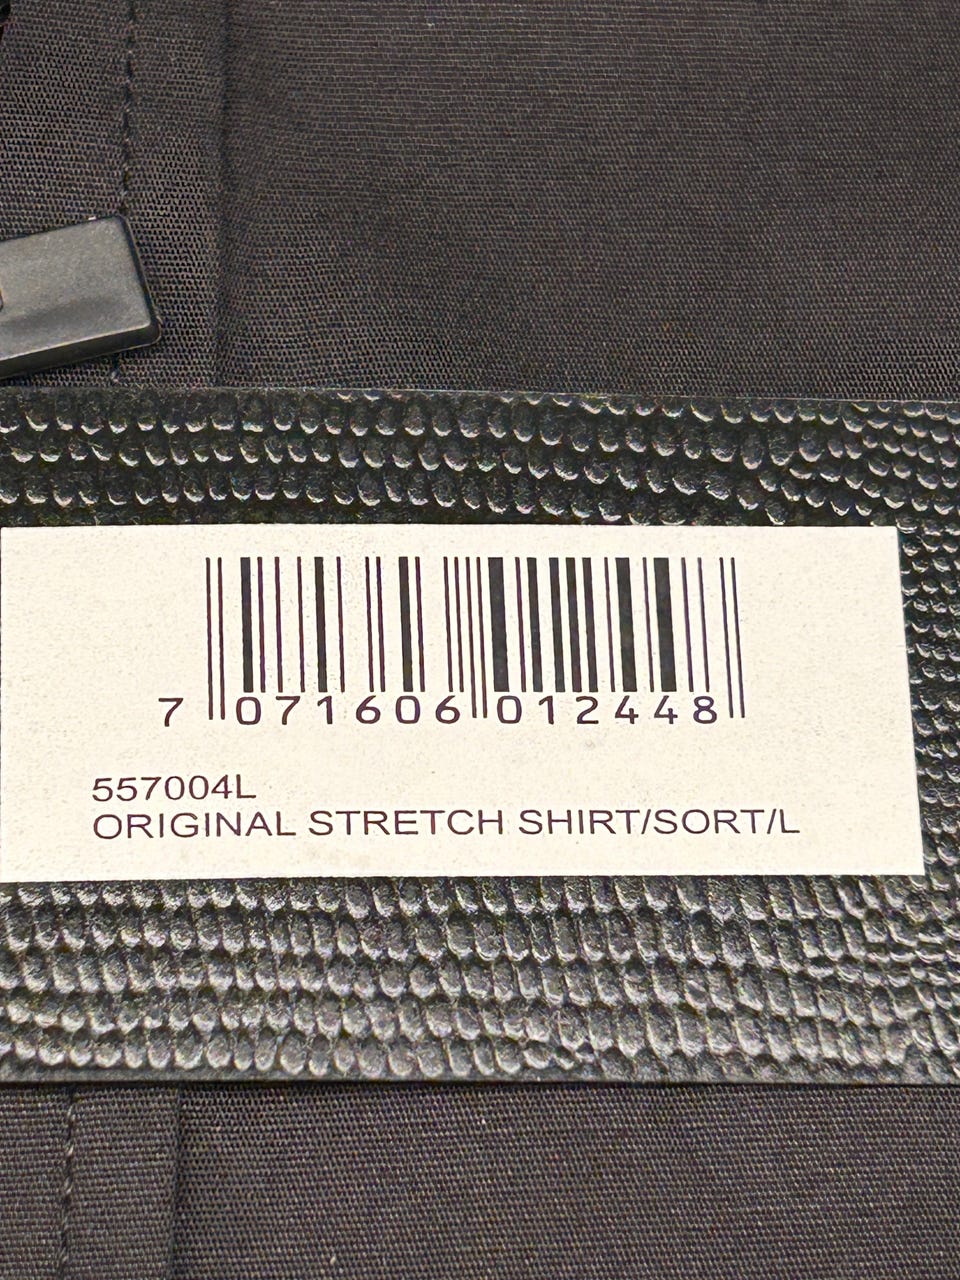 7 071606 012448
557004L
ORIGINAL STRETCH SHIRT/SORT/L